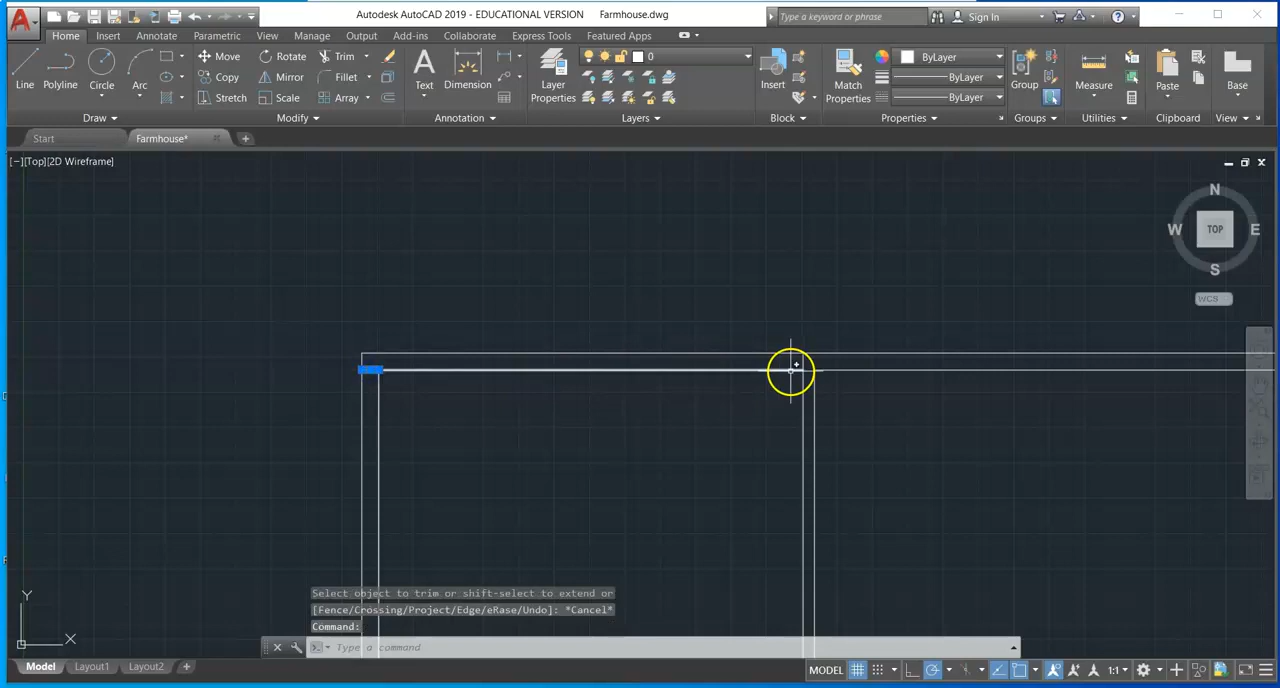 Autodesk AutoCAD 2019 - EDUCATIONAL VERSION Farmhouse.dwg
Type a keyword or phrase
Sign In
Home Insert Annotate Parametric View Manage Output Add-ins Collaborate Express Tools Featured Apps
Move Rotate Trim 0 ByLayer
Copy Mirror Fillet ByLayer
Stretch Scale Array ByLayer
Line Polyline Circle Arc Text Dimension Layer Properties Insert Match Properties Group Measure Paste Base
Draw Modify Annotation Layers Block Properties Groups Utilities Clipboard View
Start Farmhouse*
[−][Top][2D Wireframe]
N
W TOP E
S
WCS
Select object to trim or shift-select to extend or
[Fence/Crossing/Project/Edge/eRase/Undo]: *Cancel*
Command:
Y
X
Type a command
Model Layout1 Layout2 +
MODEL 1:1